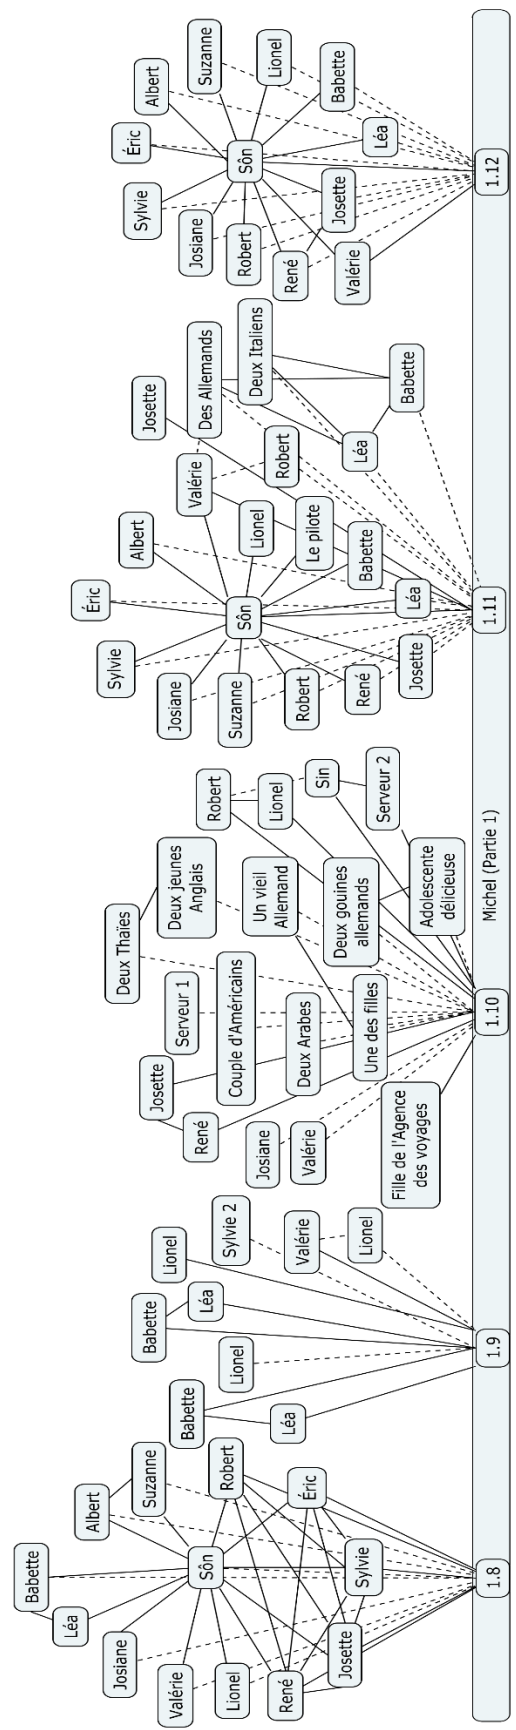 Babette
Léa
Albert
Suzanne
Josiane
Sôn
Robert
Valérie
Lionel
Éric
René
Josette
Sylvie
1.8
Babette
Léa
Lionel
Babette
Léa
Lionel
Sylvie 2
Valérie
Lionel
1.9
Deux Thaïes
Deux jeunes
Anglais
Josette
Serveur 1
René
Couple d'Américains
Un vieil
Allemand
Robert
Lionel
Josiane
Valérie
Deux Arabes
Deux gouines
allemands
Sin
Une des filles
Serveur 2
Fille de l'Agence
des voyages
Adolescente
délicieuse
1.10
Michel (Partie 1)
Éric
Sylvie
Albert
Josette
Josiane
Valérie
Des Allemands
Suzanne
Sôn
Lionel
Robert
Deux Italiens
Robert
Le pilote
René
Babette
Léa
Josette
Léa
Babette
1.11
Éric
Albert
Sylvie
Suzanne
Josiane
Sôn
Lionel
Robert
René
Josette
Babette
Valérie
Léa
1.12